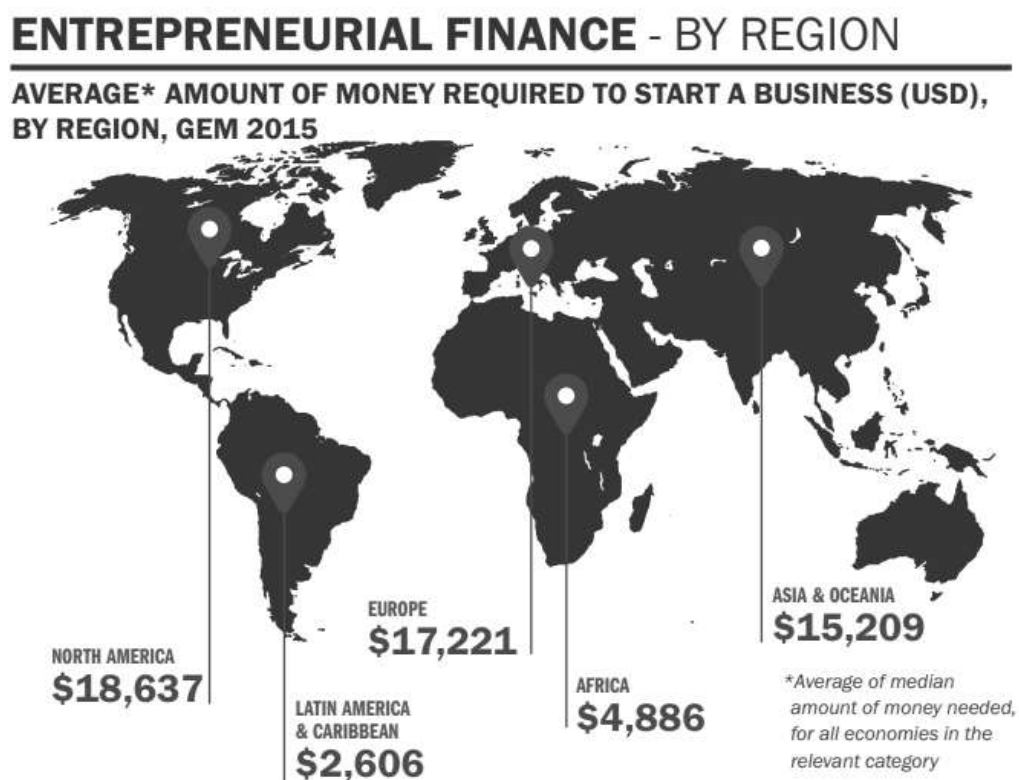 ENTREPRENEURIAL FINANCE - BY REGION
AVERAGE* AMOUNT OF MONEY REQUIRED TO START A BUSINESS (USD),
BY REGION, GEM 2015
NORTH AMERICA
$18,637
LATIN AMERICA
& CARIBBEAN
$2,606
EUROPE
$17,221
AFRICA
$4,886
ASIA & OCEANIA
$15,209
*Average of median
amount of money needed,
for all economies in the
relevant category